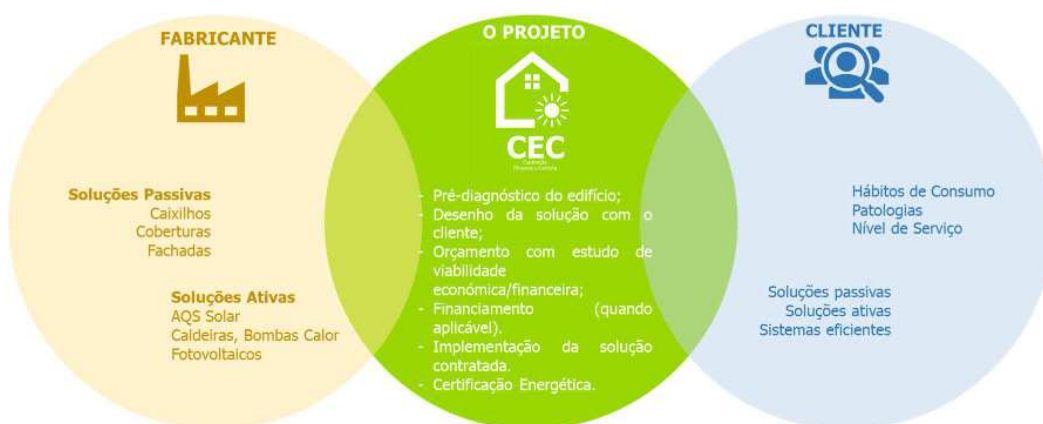 FABRICANTE
Soluções Passivas
Caixilhos
Coberturas
Fachadas
Soluções Ativas
AQS Solar
Caldeiras, Bombas Calor
Fotovoltaicos
O PROJETO
CEC
- Pré-diagnóstico do edifício;
- Desenho da solução com o
cliente;
- Orçamento com estudo de
viabilidade
económica/financeira;
- Financiamento (quando
aplicável).
- Implementação da solução
contratada.
- Certificação Energética.
CLIENTE
Hábitos de Consumo
Patologias
Nível de Serviço
Soluções passivas
Soluções ativas
Sistemas eficientes